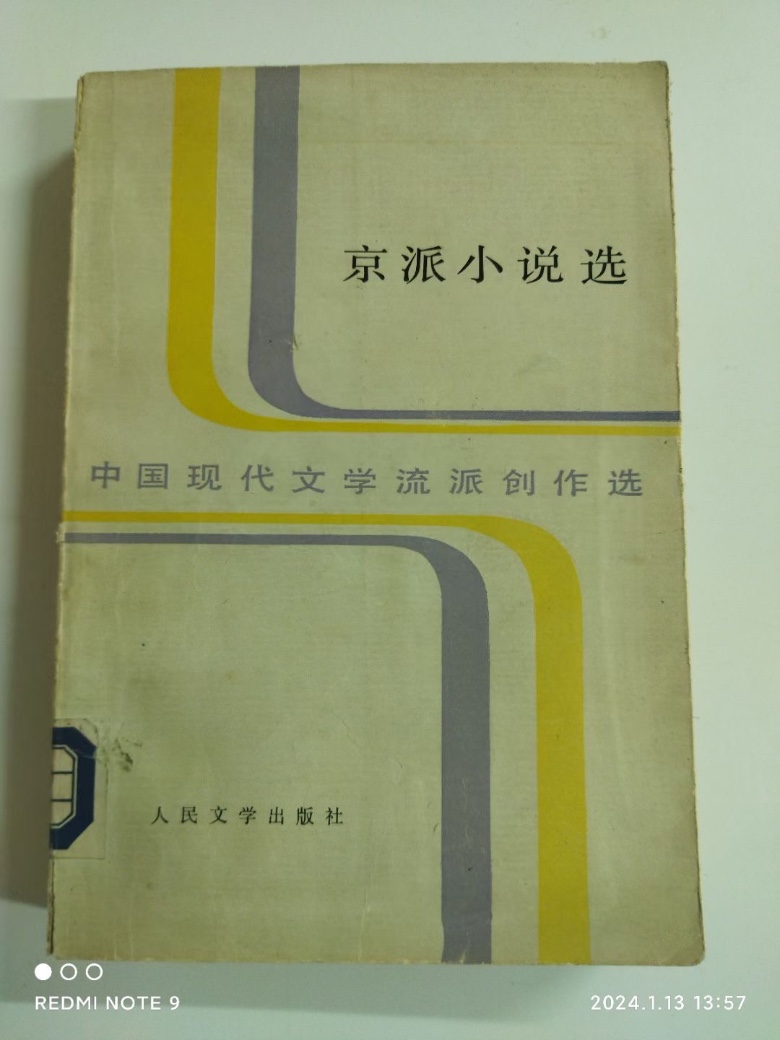 京派小说选
中国现代文学流派创作选
人民文学出版社
REDMI NOTE 9
2024.1.13 13:57